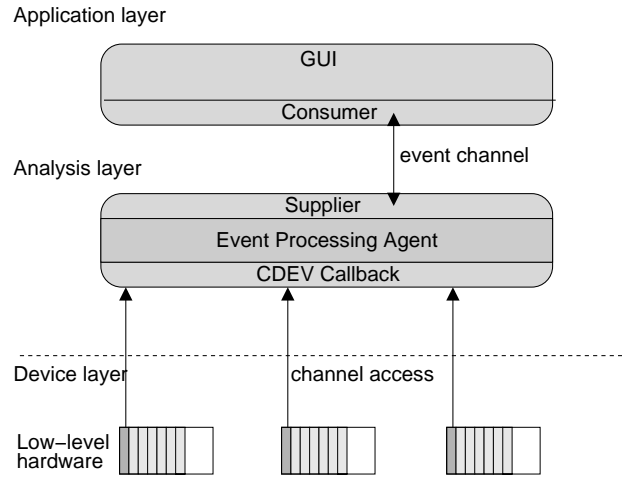 Application layer
GUI
Consumer
event channel
Analysis layer
Supplier
Event Processing Agent
CDEV Callback
Device layer
channel access
Low−level
hardware